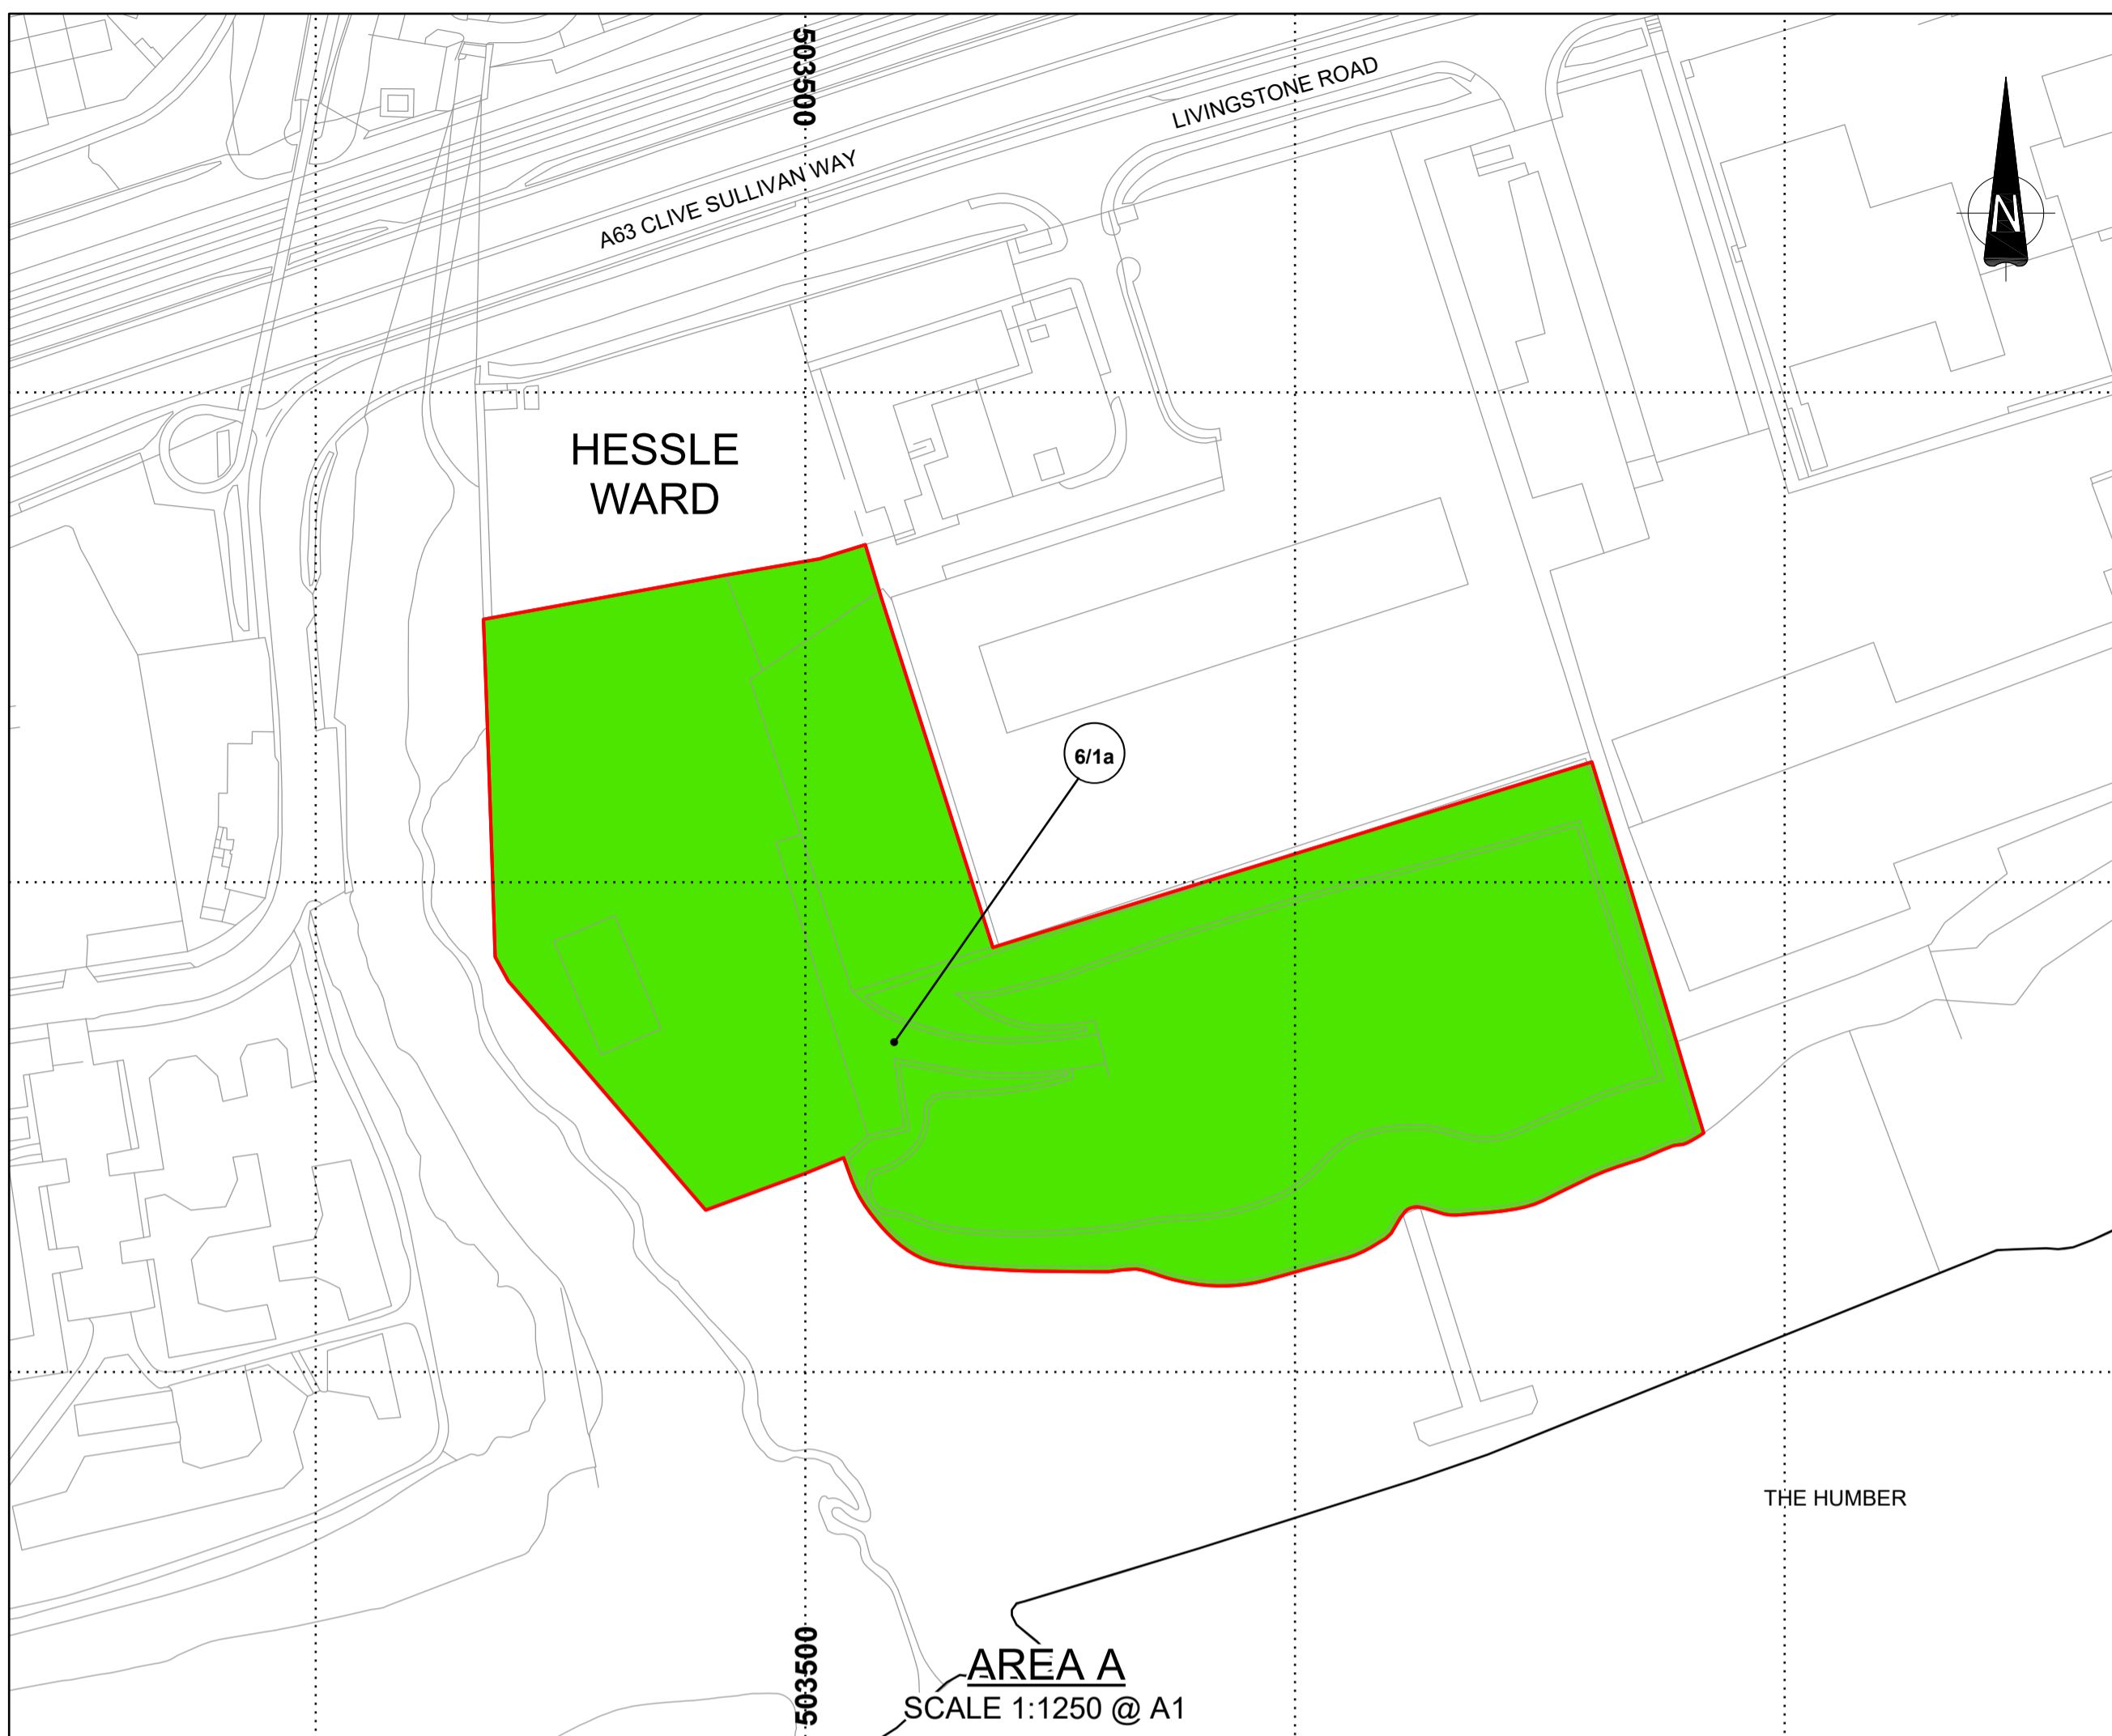 503500
LIVINGSTONE ROAD
A63 CLIVE SULLIVAN WAY
N
HESSLE
WARD
6/1a
THE HUMBER
503500
AREA A
SCALE 1:1250 @ A1